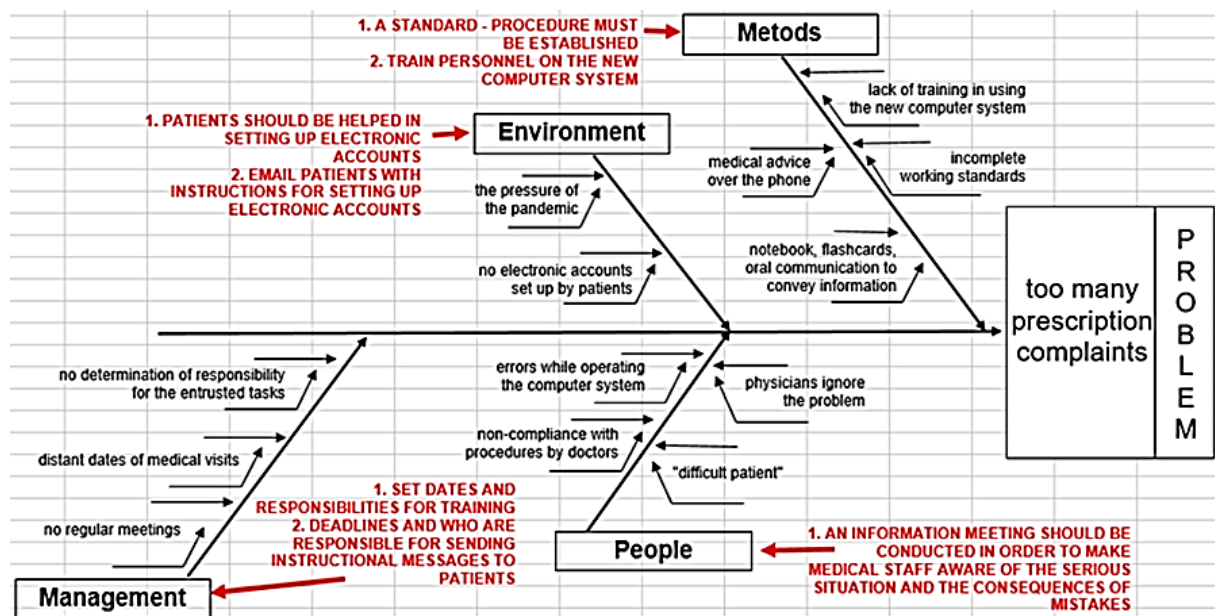 1. A STANDARD - PROCEDURE MUST
BE ESTABLISHED
2. TRAIN PERSONNEL ON THE NEW
COMPUTER SYSTEM
Metods
lack of training in using
the new computer system
1. PATIENTS SHOULD BE HELPED IN
SETTING UP ELECTRONIC
ACCOUNTS
2. EMAIL PATIENTS WITH
INSTRUCTIONS FOR SETTING UP
ELECTRONIC ACCOUNTS
Environment
medical advice
over the phone
incomplete
working standards
the pressure of
the pandemic
no electronic accounts
set up by patients
notebook, flashcards,
oral communication to
convey information
too many
prescription
complaints
PROBLEM
no determination of responsibility
for the entrusted tasks
errors while operating
the computer system
physicians ignore
the problem
distant dates of medical visits
non-compliance with
procedures by doctors
"difficult patient"
no regular meetings
1. SET DATES AND
RESPONSIBILITIES FOR TRAINING
2. DEADLINES AND WHO ARE
RESPONSIBLE FOR SENDING
INSTRUCTIONAL MESSAGES TO
PATIENTS
Management
People
1. AN INFORMATION MEETING SHOULD BE
CONDUCTED IN ORDER TO MAKE
MEDICAL STAFF AWARE OF THE SERIOUS
SITUATION AND THE CONSEQUENCES OF
MISTAKES